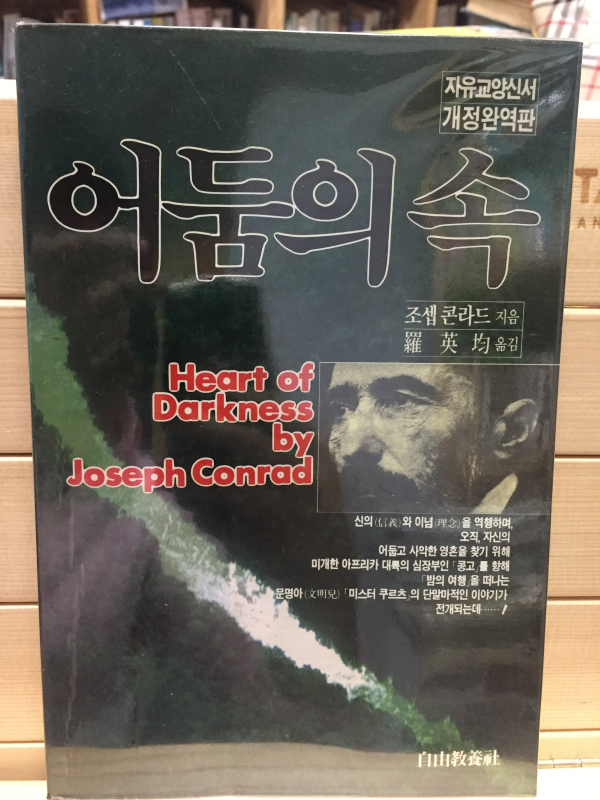 자유교양신서
개정완역판
어둠의 속
조셉 콘라드 지음
羅英均 옮김
Heart of
Darkness
by
Joseph Conrad
신의(信義)와 이념(理念)을 역행하며,
오직, 자신의
어둡고 사악한 영혼을 찾기 위해
미개한 아프리카 대륙의 심장부인 「콩고」를 향해
「밤의 여행」을 떠나는
문명아(文明兒) 「미스터 쿠르츠」의 단말마적인 이야기가
전개되는데……!
自由教養社
TA
AN